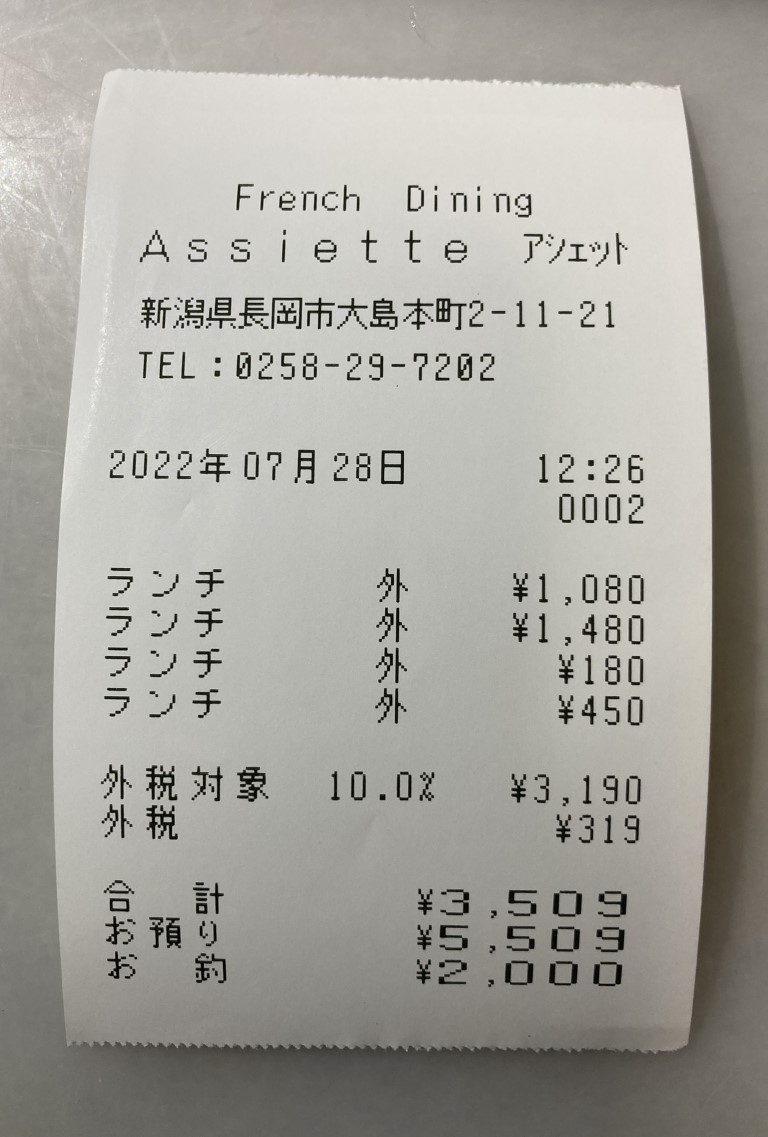 French Dining
Assiette アシェット
新潟県長岡市大島本町2-11-21
TEL:0258-29-7202
2022年07月28日 12:26
0002
ランチ 外 ¥1,080
ランチ 外 ¥1,480
ランチ 外 ¥180
ランチ 外 ¥450
外税対象 10.0% ¥3,190
外税 ¥319
合計 ¥3,509
お預り ¥5,509
お釣 ¥2,000